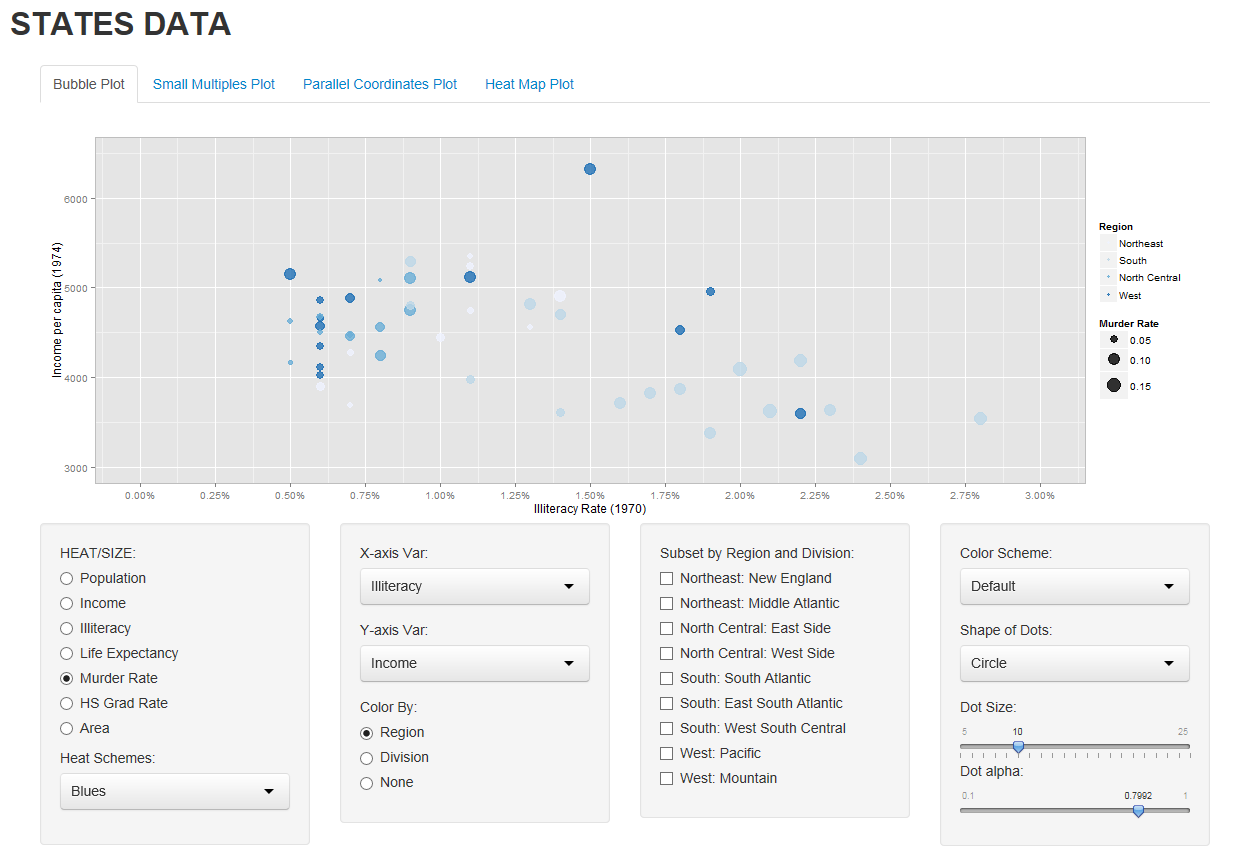 STATES DATA
Bubble Plot Small Multiples Plot Parallel Coordinates Plot Heat Map Plot
Income per capita (1974)
6000
5000
4000
3000
0.00% 0.25% 0.50% 0.75% 1.00% 1.25% 1.50% 1.75% 2.00% 2.25% 2.50% 2.75% 3.00%
Illiteracy Rate (1970)
Region
Northeast
South
North Central
West
Murder Rate
0.05
0.10
0.15
HEAT/SIZE:
Population
Income
Illiteracy
Life Expectancy
Murder Rate
HS Grad Rate
Area
Heat Schemes:
Blues
X-axis Var:
Illiteracy
Y-axis Var:
Income
Color By:
Region
Division
None
Subset by Region and Division:
Northeast: New England
Northeast: Middle Atlantic
North Central: East Side
North Central: West Side
South: South Atlantic
South: East South Atlantic
South: West South Central
West: Pacific
West: Mountain
Color Scheme:
Default
Shape of Dots:
Circle
Dot Size:
5 10 25
Dot alpha:
0.1 0.7992 1